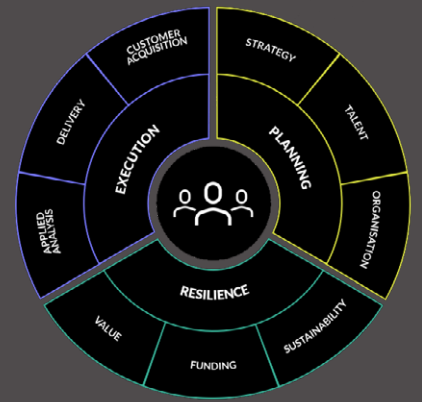 CUSTOMER
ACQUISITION
STRATEGY
DELIVERY
TALENT
EXECUTION
PLANNING
APPLIED
ANALYSIS
ORGANISATION
RESILIENCE
VALUE
FUNDING
SUSTAINABILITY